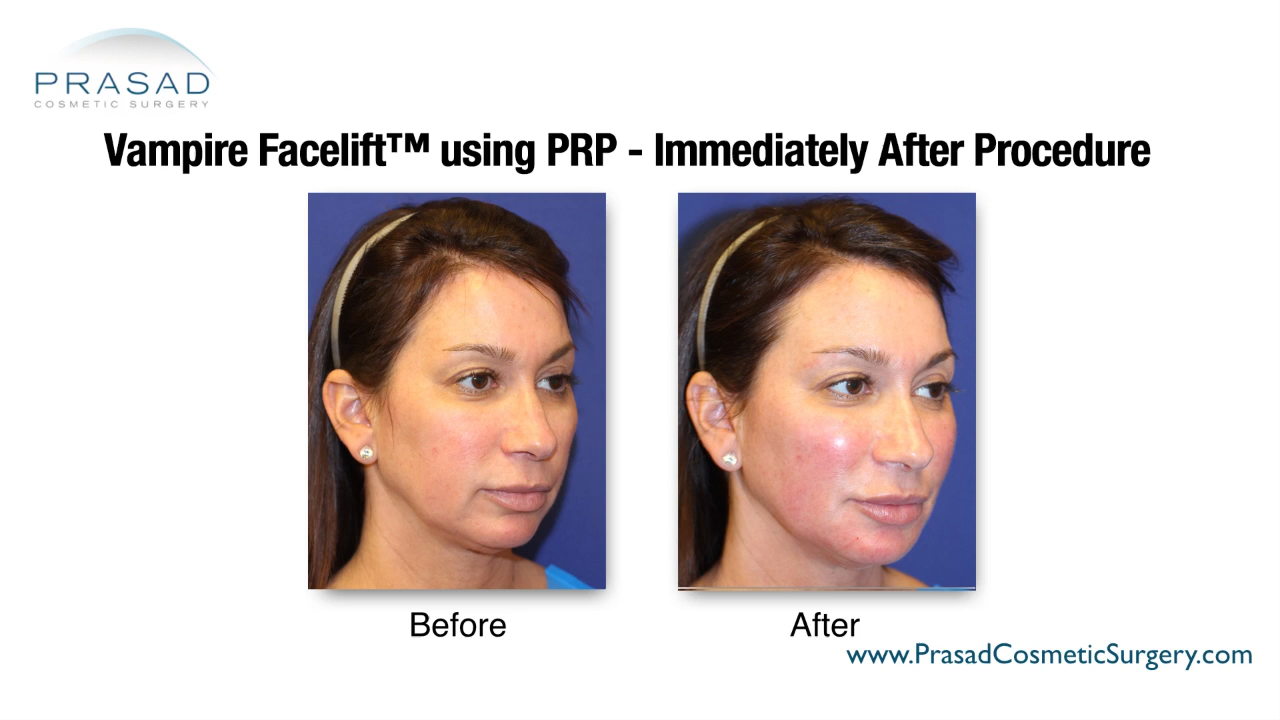 PRASAD
COSMETIC SURGERY
Vampire Facelift™ using PRP - Immediately After Procedure
Before
After
www.PrasadCosmeticSurgery.com